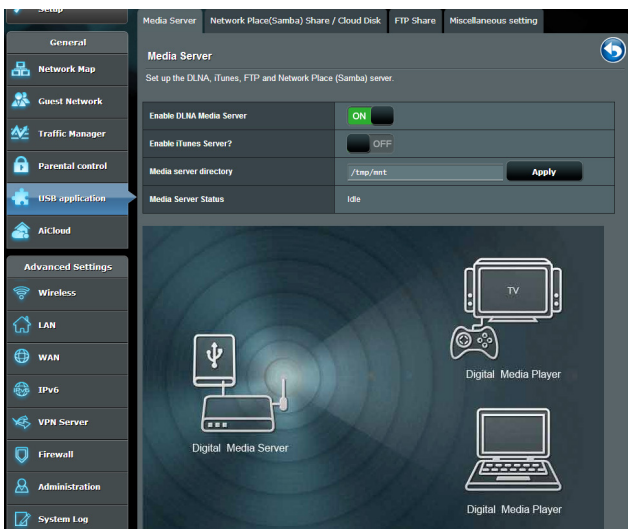 Setup
General
Network Map
Guest Network
Traffic Manager
Parental control
USB application
AiCloud
Advanced Settings
Wireless
LAN
WAN
IPv6
VPN Server
Firewall
Administration
System Log
Media Server
Network Place(Samba) Share / Cloud Disk
FTP Share
Miscellaneous setting
Media Server
Set up the DLNA, iTunes, FTP and Network Place (Samba) server.
Enable DLNA Media Server
ON
Enable iTunes Server?
OFF
Media server directory
/tmp/mnt
Apply
Media Server Status
Idle
TV
Digital Media Player
Digital Media Server
Digital Media Player